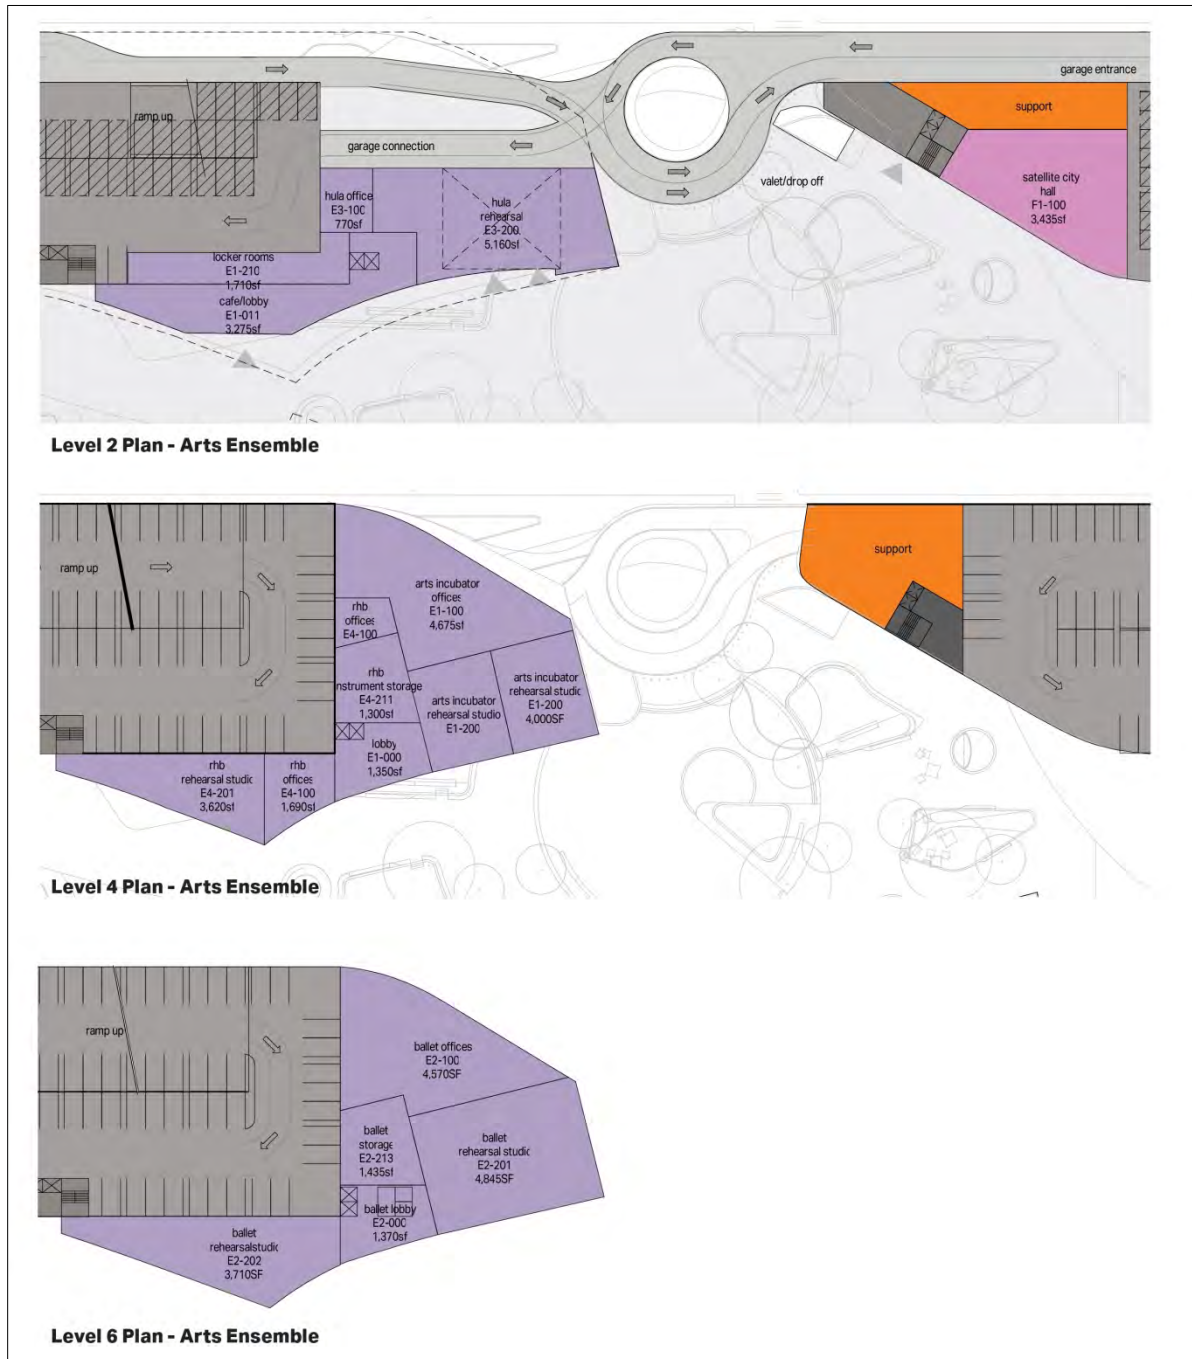 garage entrance
ramp up
support
garage connection
valet/drop off
hula office
E3-100
770sf
hula
rehearsal
E3-200
5,160sf
satellite city
hall
F1-100
3,435sf
locker rooms
E1-210
1,710sf
cafe/lobby
E1-011
3,275sf
Level 2 Plan - Arts Ensemble
ramp up
support
arts incubator
offices
E1-100
4,675sf
rhb
offices
E4-100
rhb
instrument storage
E4-211
1,300sf
arts incubator
rehearsal studio
E1-200
arts incubator
rehearsal studio
E1-200
4,000SF
lobby
E1-000
1,350sf
rhb
rehearsal studio
E4-201
3,620sf
rhb
offices
E4-100
1,690sf
Level 4 Plan - Arts Ensemble
ramp up
ballet offices
E2-100
4,570SF
ballet
storage
E2-213
1,435sf
ballet
rehearsal studio
E2-201
4,845SF
ballet lobby
E2-000
1,370sf
ballet
rehearsalstudio
E2-202
3,710SF
Level 6 Plan - Arts Ensemble